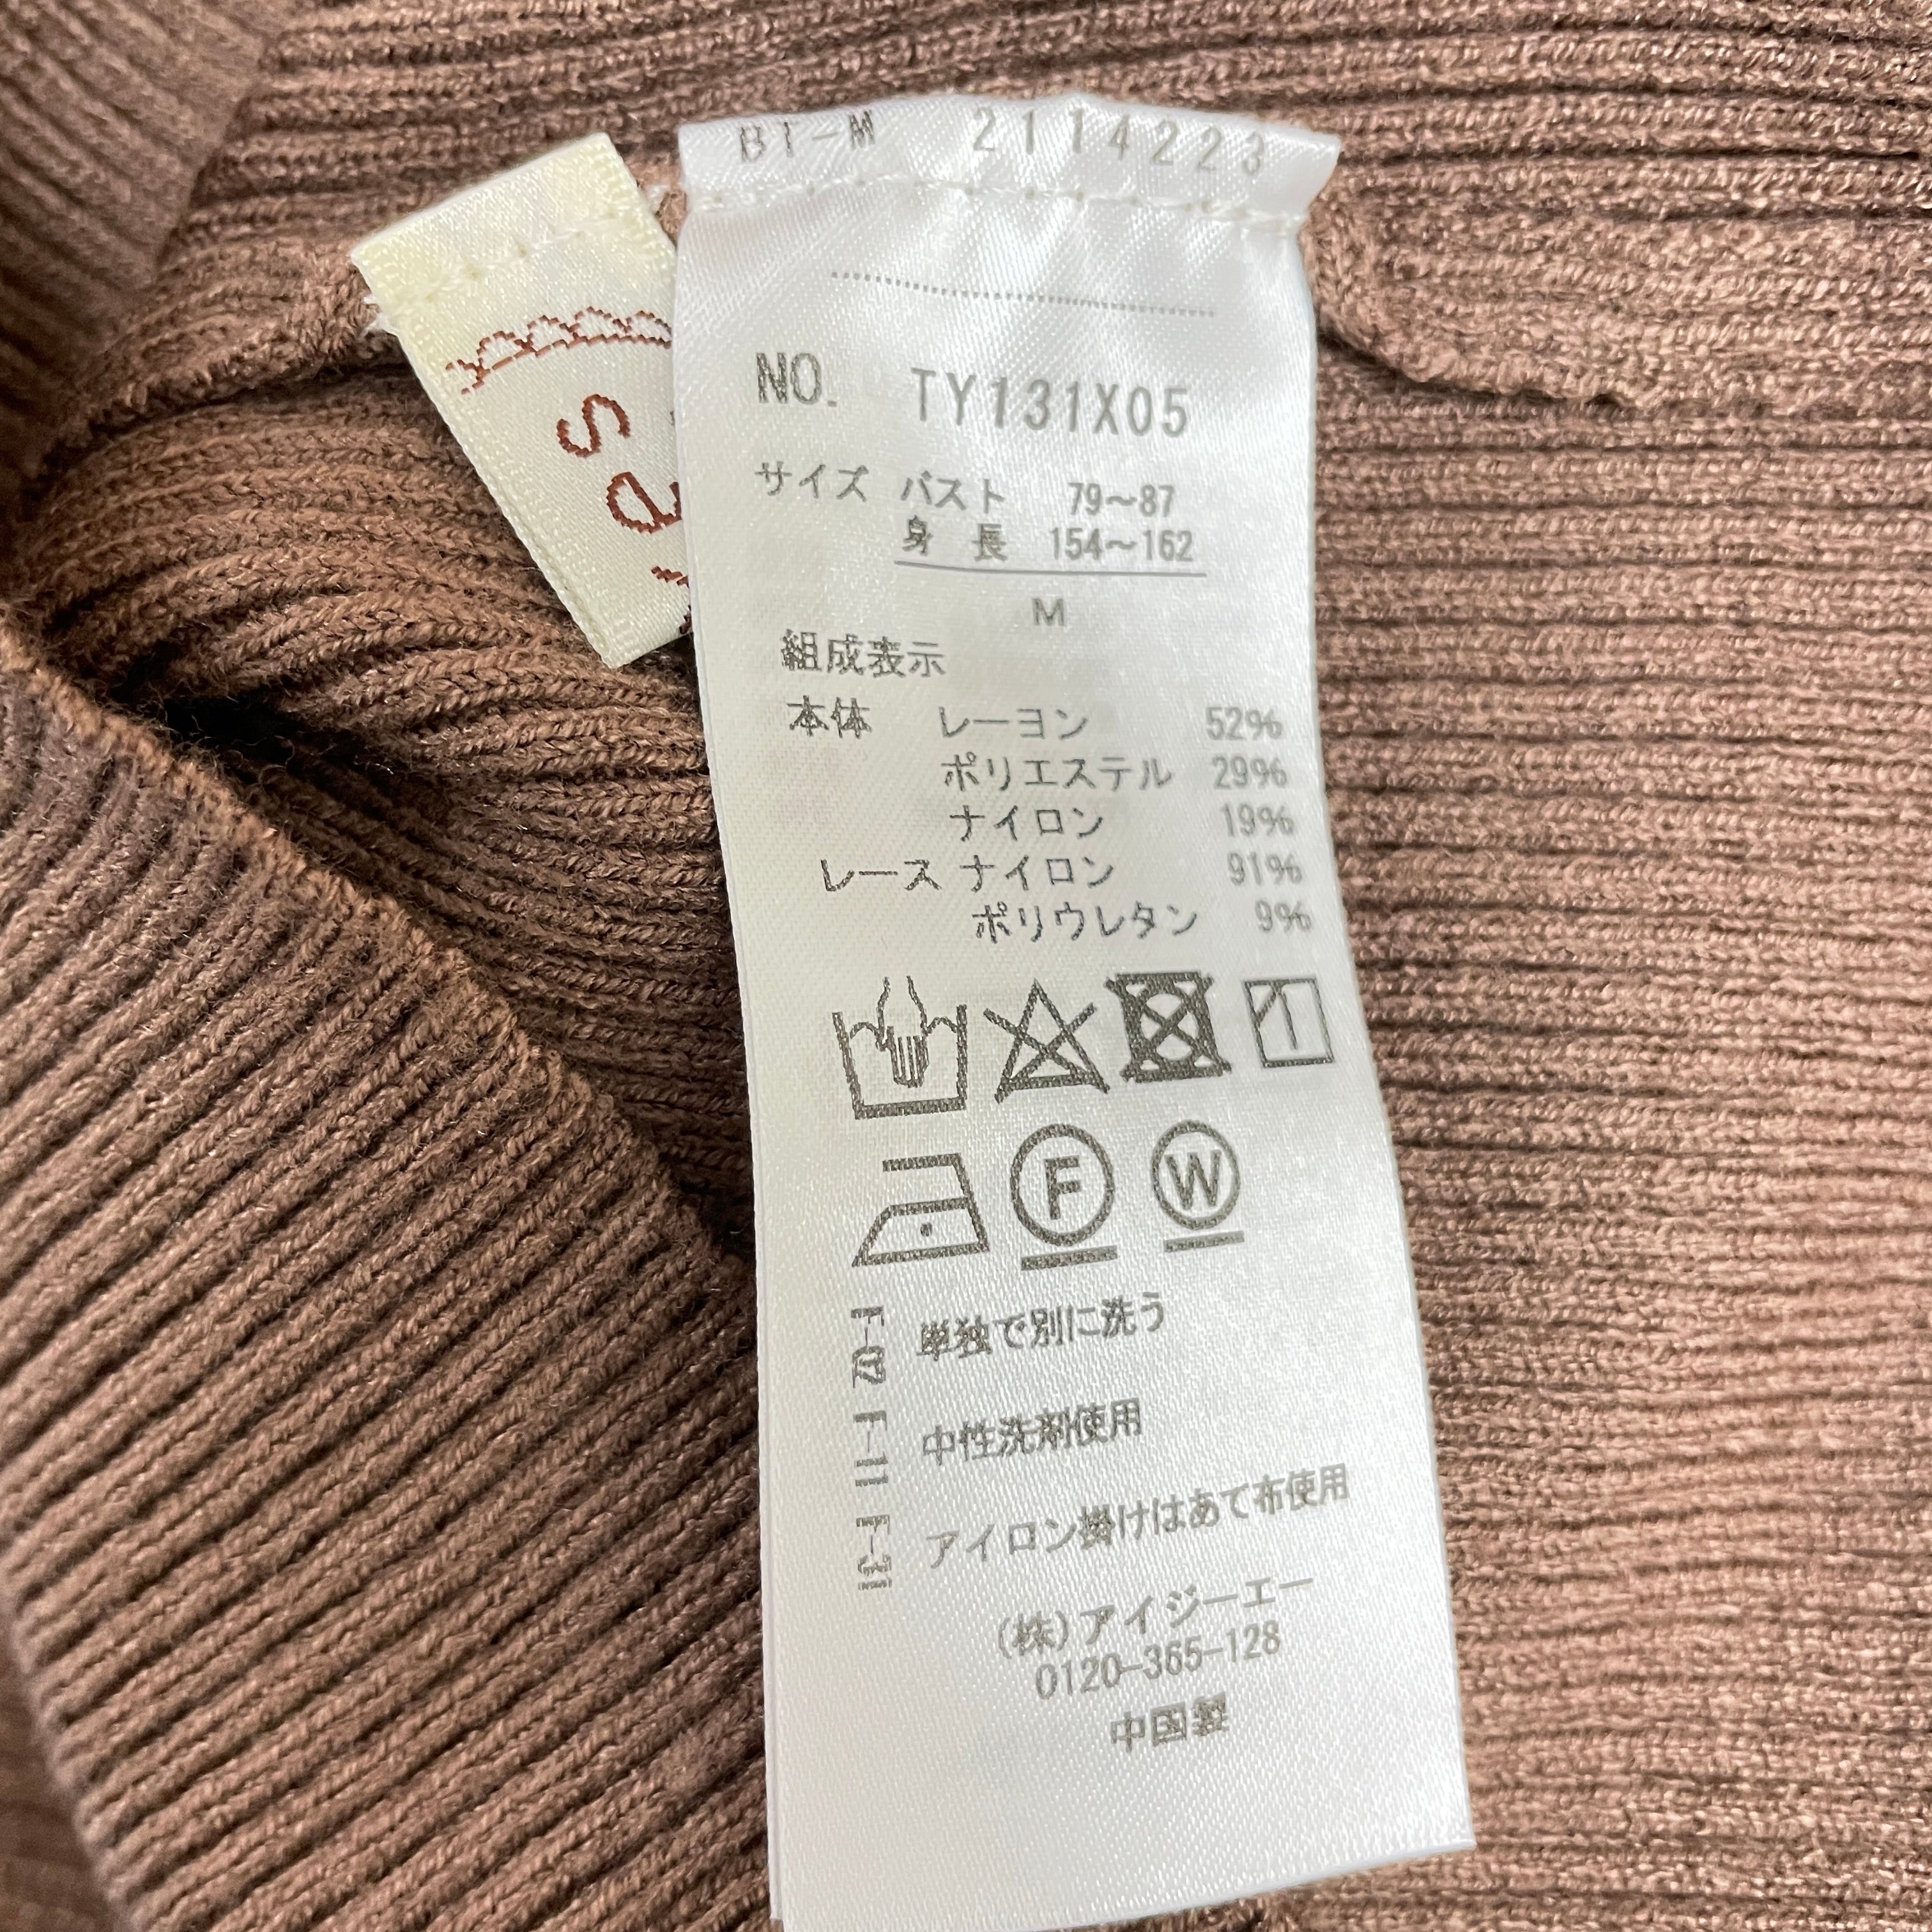 BI-M 2114223
NO. TY131X05
サイズ バスト 79～87
身長 154～162
M
組成表示
本体 レーヨン 52%
ポリエステル 29%
ナイロン 19%
レース ナイロン 91%
ポリウレタン 9%
F
W
単独で別に洗う
中性洗剤使用
アイロン掛けはあて布使用
F-02 F-11 F-31
(株)アイジーエー
0120-365-128
中国製